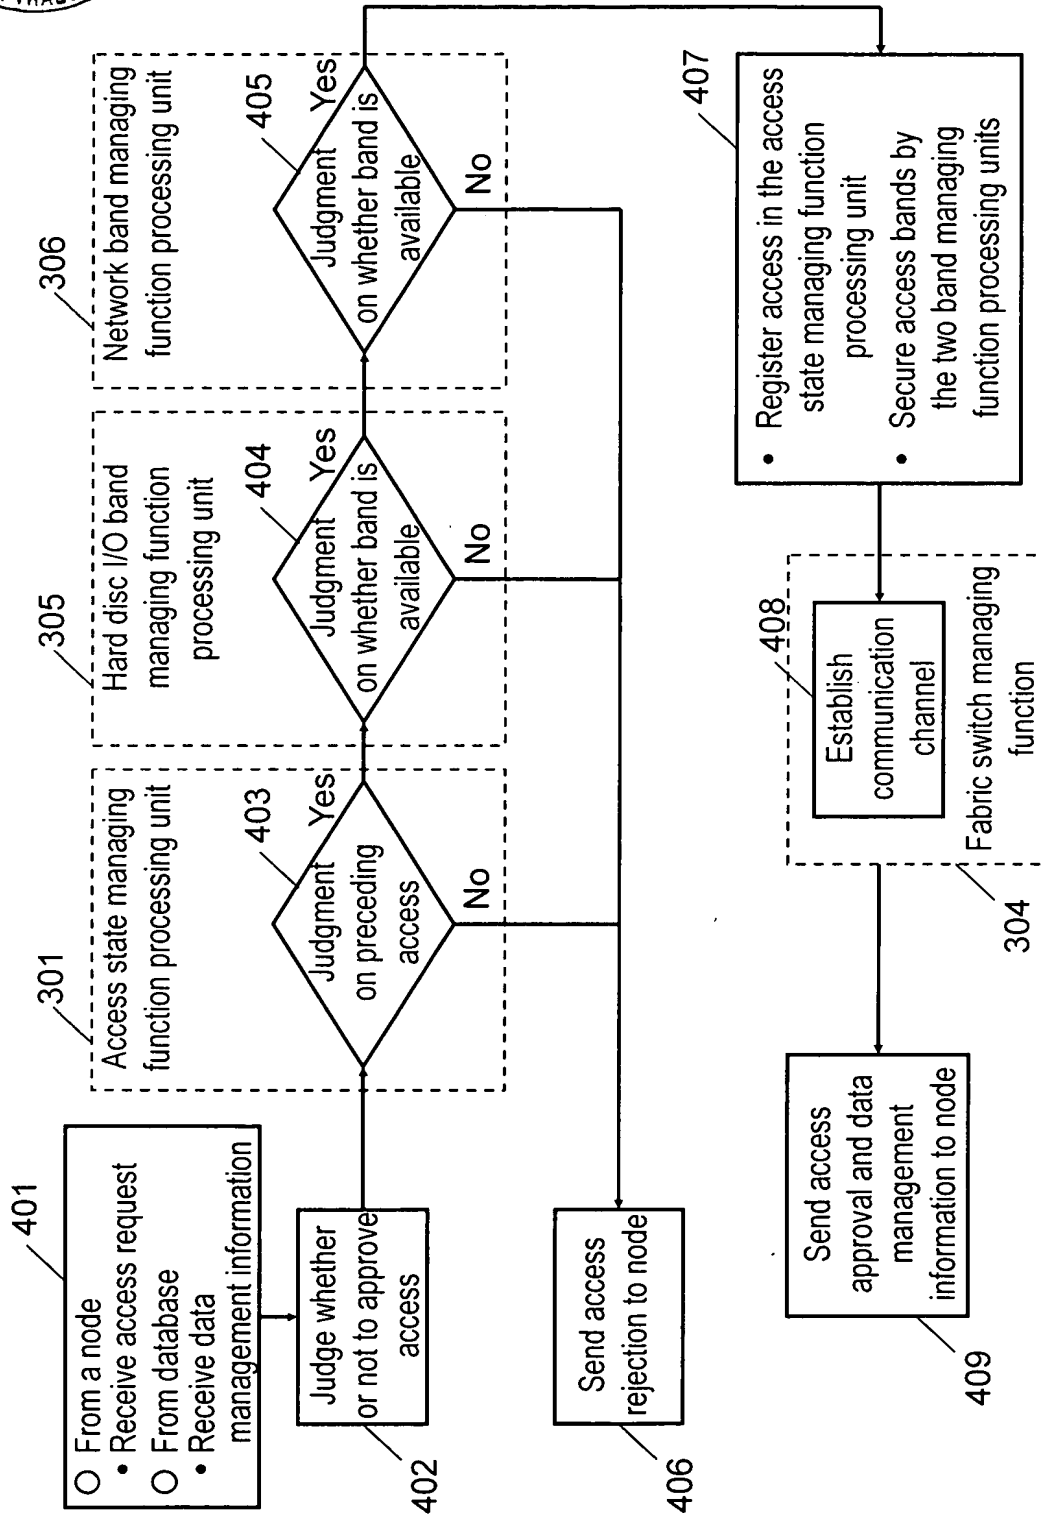 401
○ From a node
• Receive access request
○ From database
• Receive data
management information
402
Judge whether
or not to approve
access
301
Access state managing
function processing unit
403
Judgment
on preceding
access
Yes
No
305
Hard disc I/O band
managing function
processing unit
404
Judgment
on whether band is
available
Yes
No
306
Network band managing
function processing unit
405
Judgment
on whether band is
available
Yes
No
406
Send access
rejection to node
407
• Register access in the access
state managing function
processing unit
• Secure access bands by
the two band managing
function processing units
408
Establish
communication
channel
Fabric switch managing
function
304
409
Send access
approval and data
management
information to node